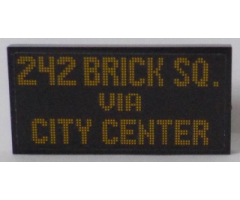 242 BRICK SQ.
VIA
CITY CENTER